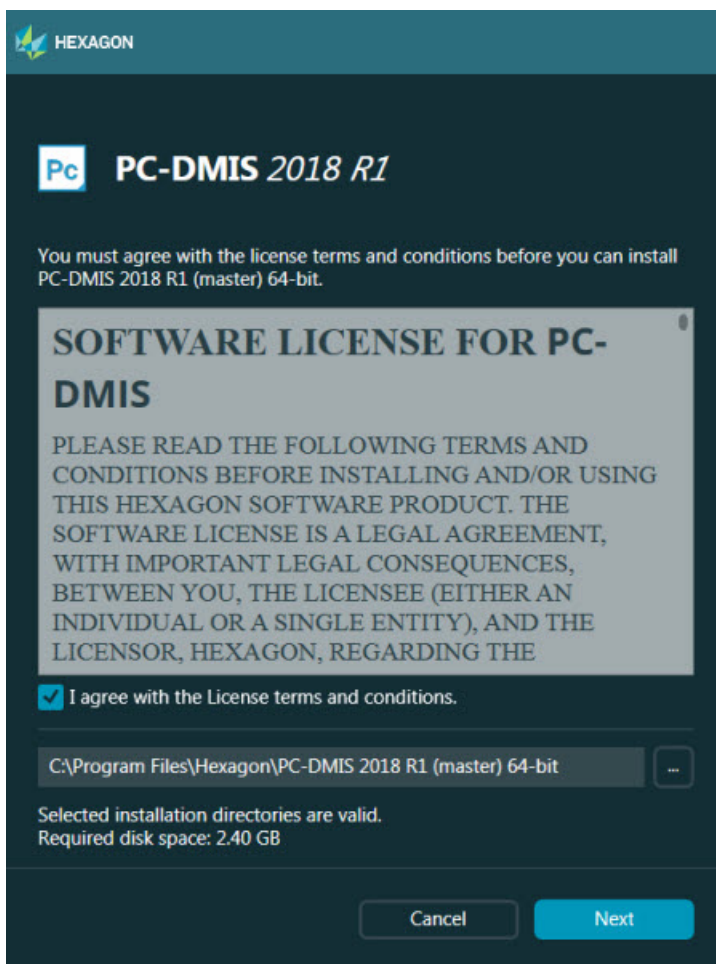 HEXAGON
Pc PC-DMIS 2018 R1
You must agree with the license terms and conditions before you can install
PC-DMIS 2018 R1 (master) 64-bit.
SOFTWARE LICENSE FOR PC-
DMIS
PLEASE READ THE FOLLOWING TERMS AND
CONDITIONS BEFORE INSTALLING AND/OR USING
THIS HEXAGON SOFTWARE PRODUCT. THE
SOFTWARE LICENSE IS A LEGAL AGREEMENT,
WITH IMPORTANT LEGAL CONSEQUENCES,
BETWEEN YOU, THE LICENSEE (EITHER AN
INDIVIDUAL OR A SINGLE ENTITY), AND THE
LICENSOR, HEXAGON, REGARDING THE
I agree with the License terms and conditions.
C:\Program Files\Hexagon\PC-DMIS 2018 R1 (master) 64-bit ...
Selected installation directories are valid.
Required disk space: 2.40 GB
Cancel Next